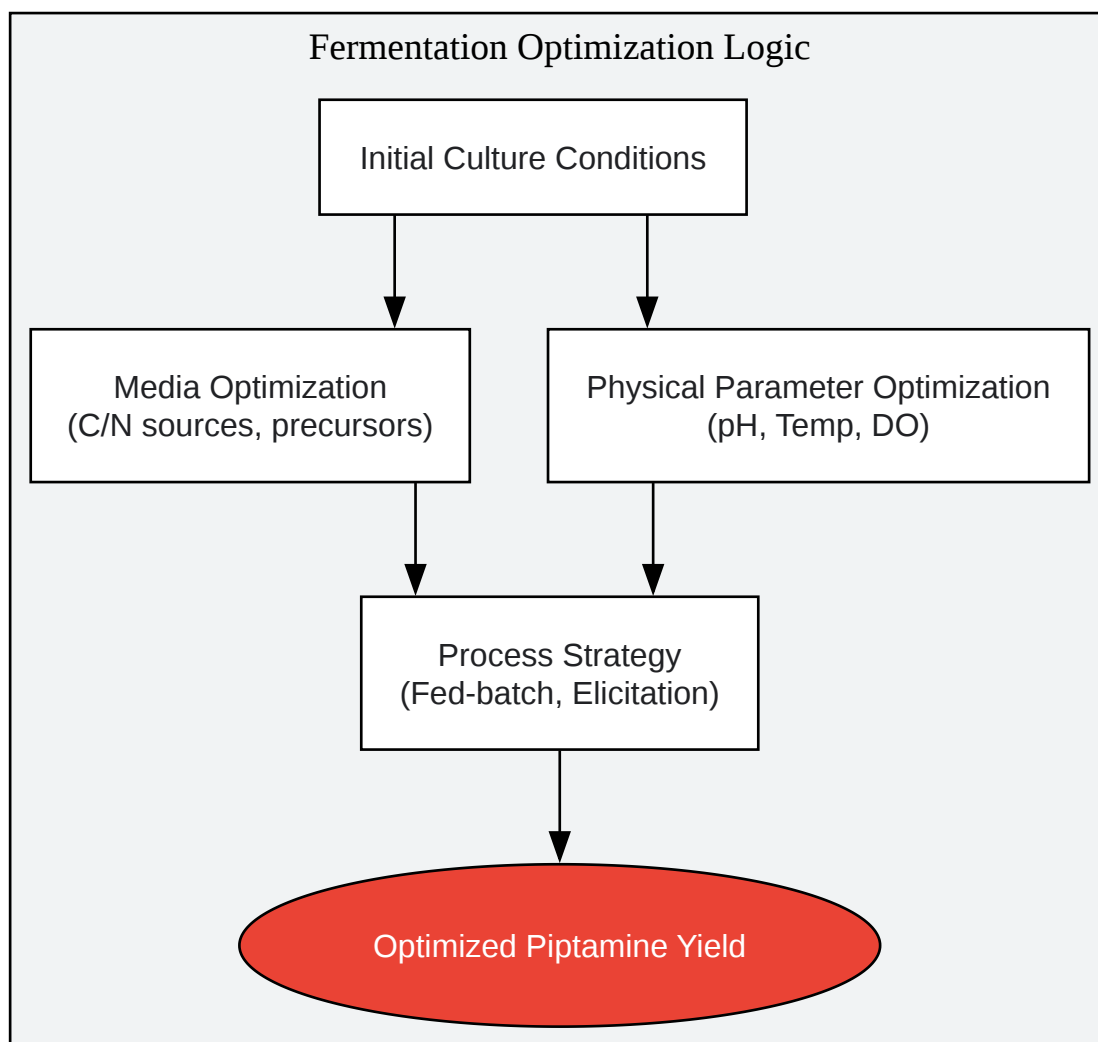 Fermentation Optimization Logic
Initial Culture Conditions
Media Optimization
(C/N sources, precursors)
Physical Parameter Optimization
(pH, Temp, DO)
Process Strategy
(Fed-batch, Elicitation)
Optimized Piptamine Yield